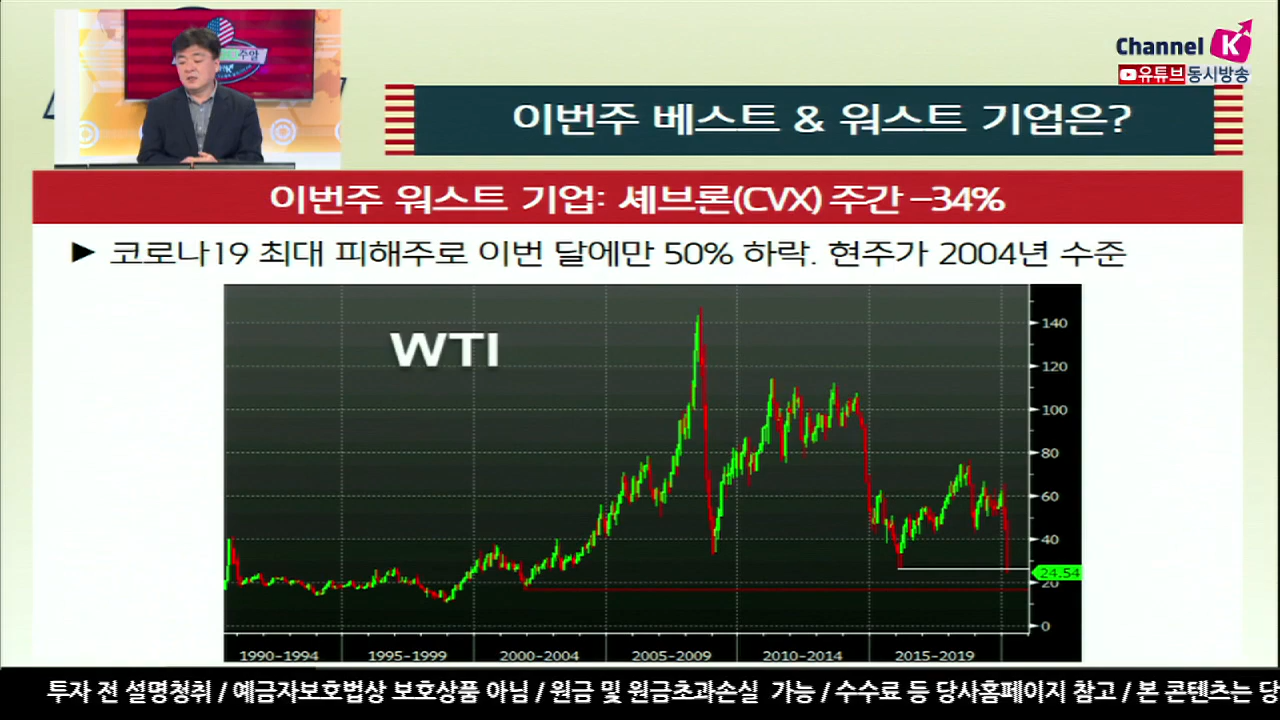 주말
Channel K
유튜브동시방송
이번주 베스트 & 워스트 기업은?
이번주 워스트 기업: 셰브론(CVX) 주간 -34%
▶ 코로나19 최대 피해주로 이번 달에만 50% 하락. 현주가 2004년 수준
WTI
140
120
100
80
60
40
24.54
20
0
1990-1994 1995-1999 2000-2004 2005-2009 2010-2014 2015-2019
투자 전 설명청취 / 예금자보호법상 보호상품 아님 / 원금 및 원금초과손실 가능 / 수수료 등 당사홈페이지 참고 / 본 콘텐츠는 당